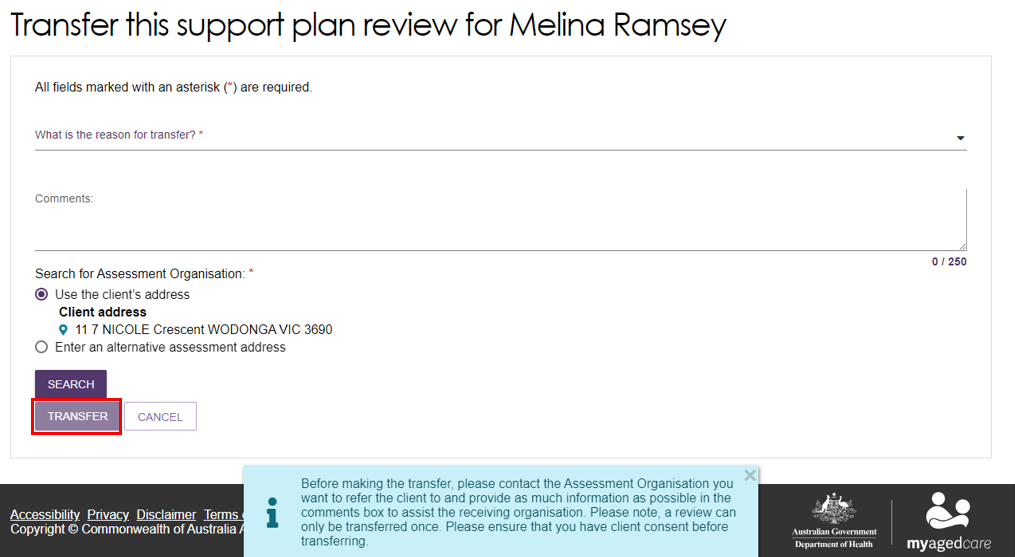 Transfer this support plan review for Melina Ramsey
All fields marked with an asterisk (*) are required.
What is the reason for transfer? *
Comments:
0 / 250
Search for Assessment Organisation: *
Use the client's address
Client address
11 7 NICOLE Crescent WODONGA VIC 3690
Enter an alternative assessment address
SEARCH
TRANSFER
CANCEL
Before making the transfer, please contact the Assessment Organisation you
want to refer the client to and provide as much information as possible in the
comments box to assist the receiving organisation. Please note, a review can
only be transferred once. Please ensure that you have client consent before
transferring.
Accessibility Privacy Disclaimer Terms
Copyright © Commonwealth of Australia
Australian Government
Department of Health
myagedcare